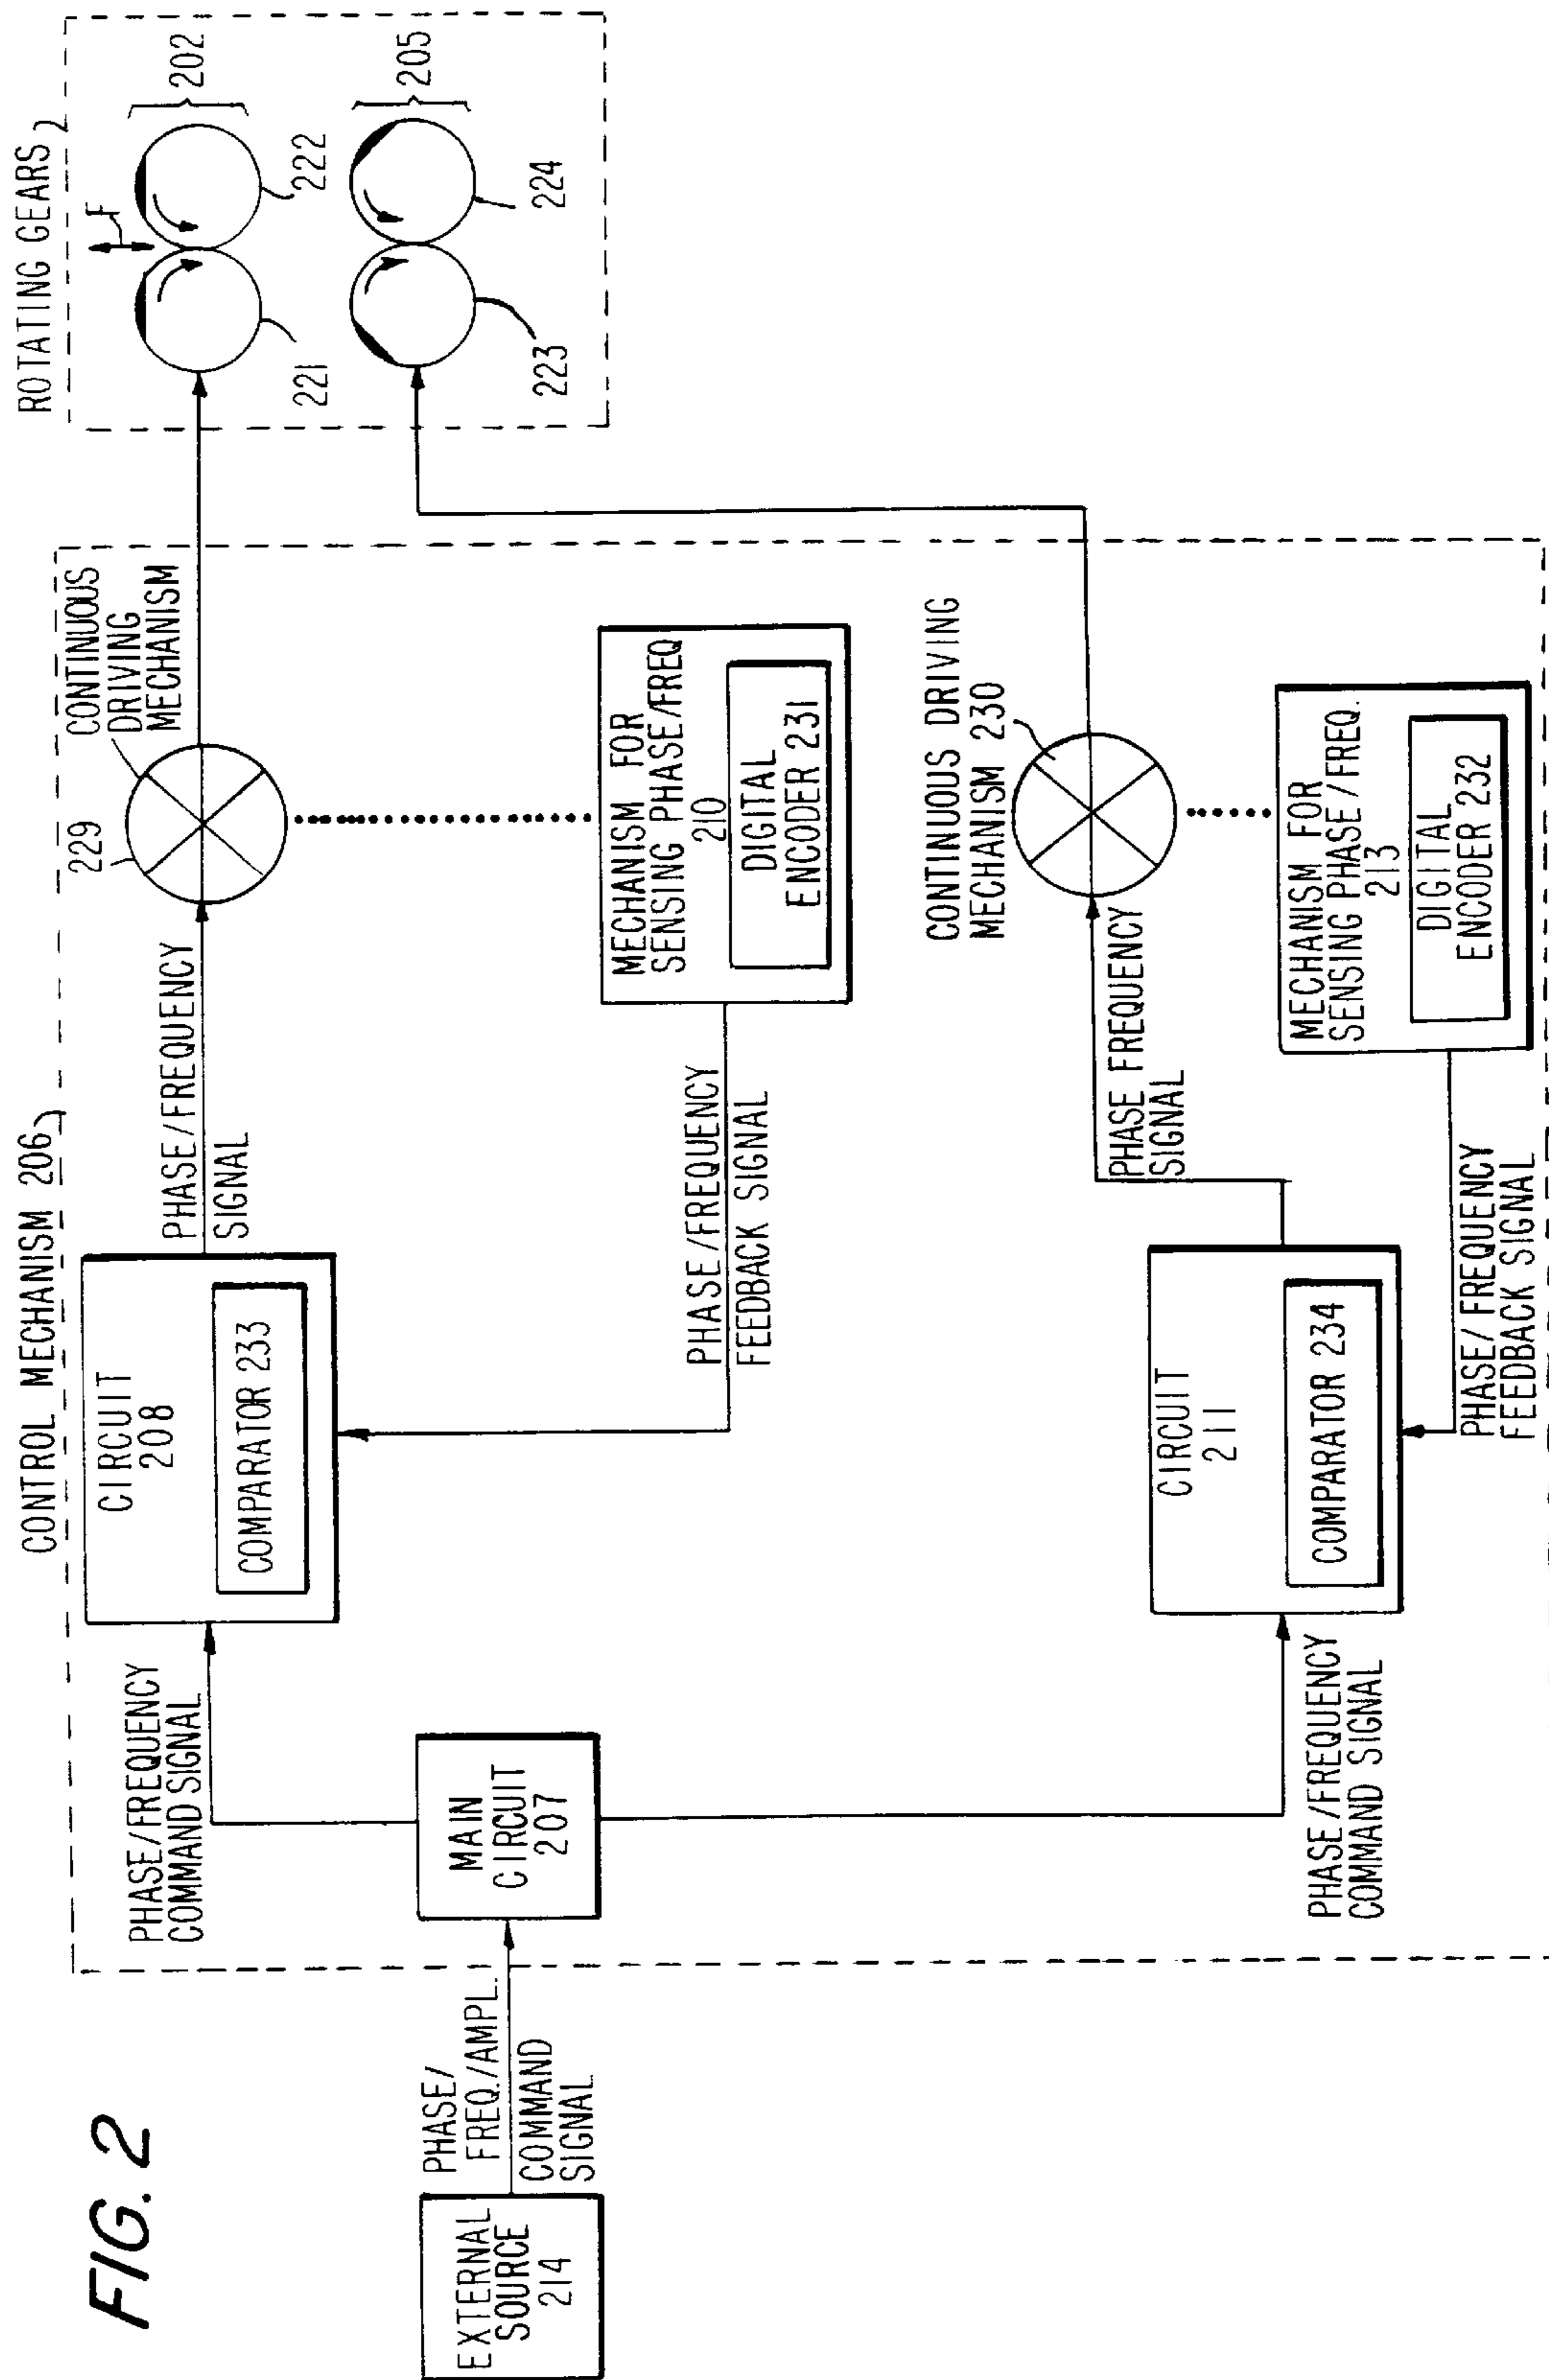 FIG. 2
EXTERNAL
SOURCE
214
PHASE/
FREQ./AMPL.
COMMAND
SIGNAL
CONTROL MECHANISM 206
MAIN
CIRCUIT
207
PHASE/FREQUENCY
COMMAND SIGNAL
PHASE/FREQUENCY
COMMAND SIGNAL
CIRCUIT
208
COMPARATOR 233
CIRCUIT
211
COMPARATOR 234
PHASE/FREQUENCY
SIGNAL
PHASE/FREQUENCY
FEEDBACK SIGNAL
PHASE FREQUENCY
SIGNAL
PHASE/FREQUENCY
FEEDBACK SIGNAL
229
CONTINUOUS
DRIVING
MECHANISM
MECHANISM FOR
SENSING PHASE/FREQ
210
DIGITAL
ENCODER 231
CONTINUOUS DRIVING
MECHANISM 230
MECHANISM FOR
SENSING PHASE/FREQ.
213
DIGITAL
ENCODER 232
ROTATING GEARS
F
202
221
222
205
223
224